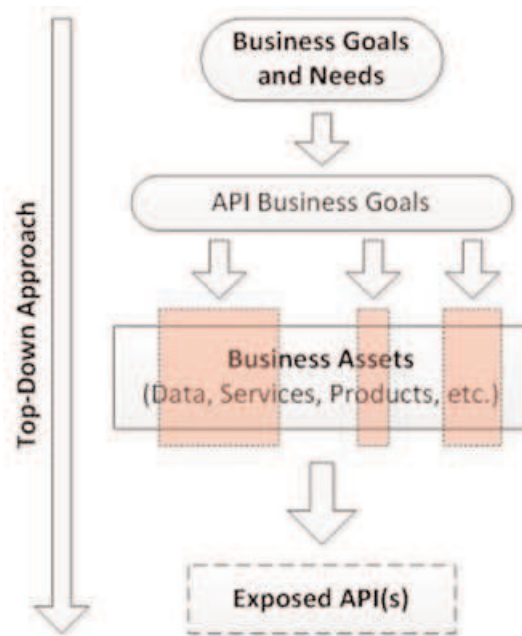 Business Goals
and Needs
API Business Goals
Business Assets
(Data, Services, Products, etc.)
Exposed API(s)
Top-Down Approach